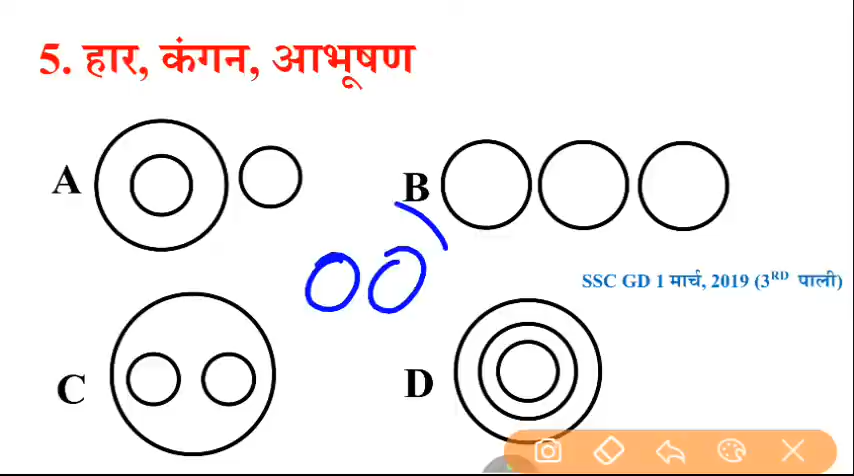 5. हार, कंगन, आभूषण
A
B
SSC GD 1 मार्च, 2019 (3RD पाली)
C
D